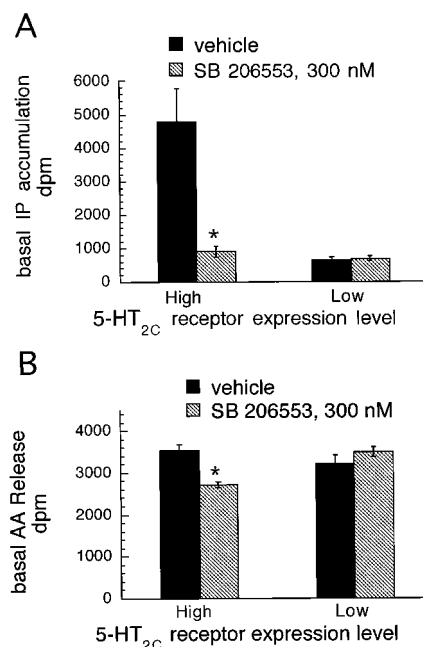 A
vehicle
SB 206553, 300 nM
6000
5000
4000
3000
2000
1000
0
basal IP accumulation
dpm
*
High
Low
5-HT2C receptor expression level
B
vehicle
SB 206553, 300 nM
4000
3000
2000
1000
0
basal AA Release
dpm
*
High
Low
5-HT2C receptor expression level